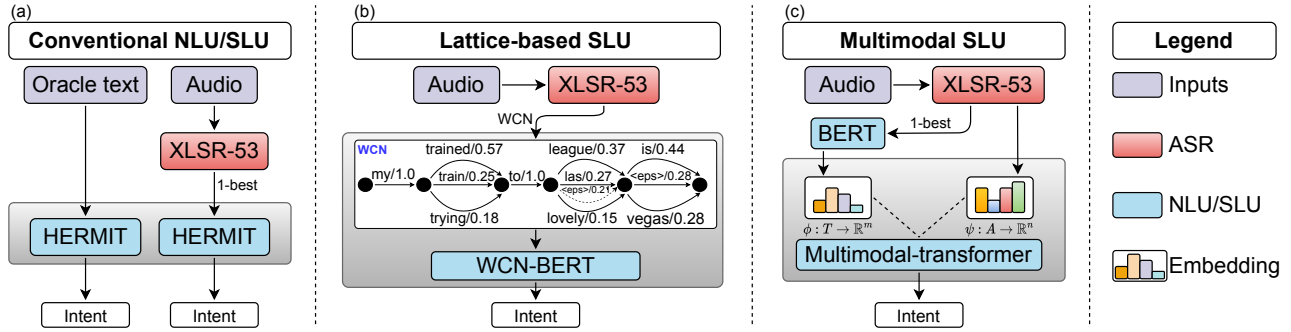 (a)
Conventional NLU/SLU
Oracle text
Audio
XLSR-53
1-best
HERMIT
HERMIT
Intent
Intent
(b)
Lattice-based SLU
Audio
XLSR-53
WCN
WCN
trained/0.57
league/0.37
is/0.44
my/1.0
train/0.25
to/1.0
las/0.27
<eps>/0.28
<eps>/0.21
trying/0.18
lovely/0.15
vegas/0.28
WCN-BERT
Intent
(c)
Multimodal SLU
Audio
XLSR-53
1-best
BERT
ϕ : T → ℝᵐ
ψ : A → ℝⁿ
Multimodal-transformer
Intent
Legend
Inputs
ASR
NLU/SLU
Embedding